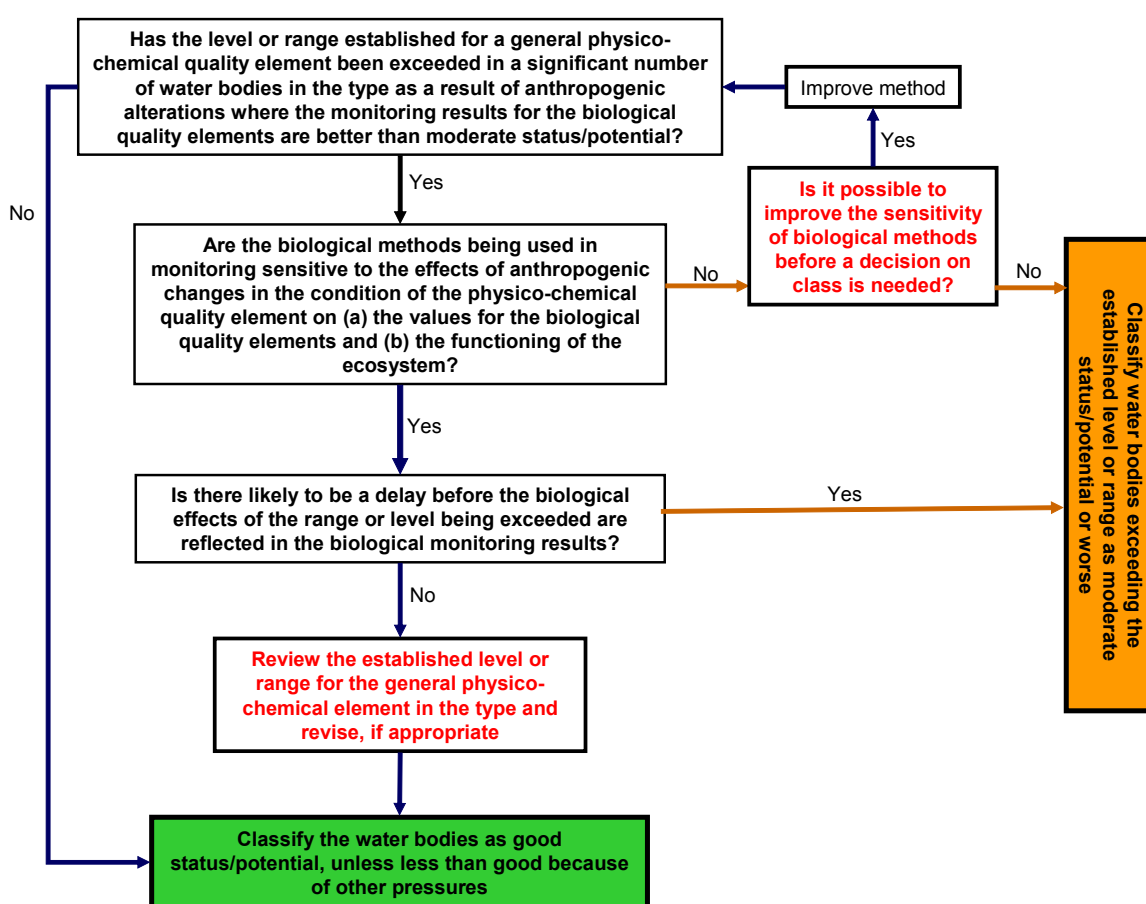 Has the level or range established for a general physico-
chemical quality element been exceeded in a significant number
of water bodies in the type as a result of anthropogenic
alterations where the monitoring results for the biological
quality elements are better than moderate status/potential?
Improve method
Yes
Yes
No
Is it possible to
improve the sensitivity
of biological methods
before a decision on
class is needed?
Are the biological methods being used in
monitoring sensitive to the effects of anthropogenic
changes in the condition of the physico-chemical
quality element on (a) the values for the biological
quality elements and (b) the functioning of the
ecosystem?
No
No
Classify water bodies exceeding the
established level or range as moderate
status/potential or worse
Yes
Is there likely to be a delay before the biological
effects of the range or level being exceeded are
reflected in the biological monitoring results?
Yes
No
Review the established level or
range for the general physico-
chemical element in the type and
revise, if appropriate
Classify the water bodies as good
status/potential, unless less than good because
of other pressures